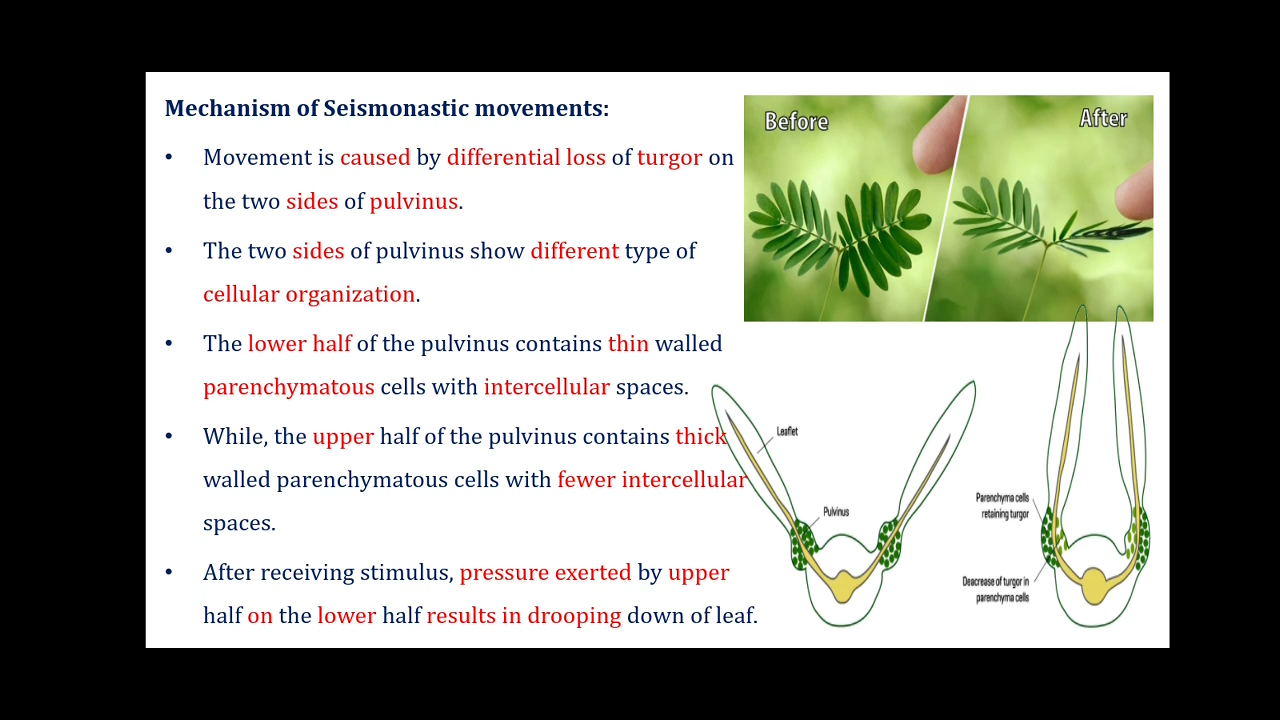 Mechanism of Seismonastic movements:
• Movement is caused by differential loss of turgor on
the two sides of pulvinus.
• The two sides of pulvinus show different type of
cellular organization.
• The lower half of the pulvinus contains thin walled
parenchymatous cells with intercellular spaces.
• While, the upper half of the pulvinus contains thick
walled parenchymatous cells with fewer intercellular
spaces.
• After receiving stimulus, pressure exerted by upper
half on the lower half results in drooping down of leaf.
Before
After
Leaflet
Pulvinus
Parenchyma cells
retaining turgor
Deacrease of turgor in
parenchyma cells